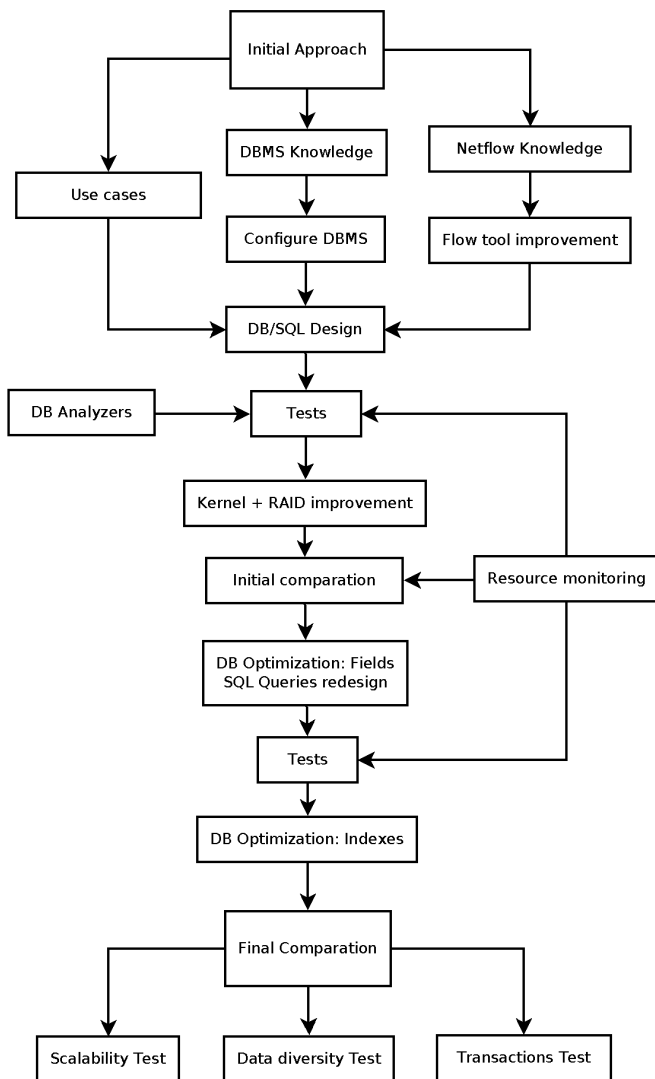 Initial Approach
DBMS Knowledge
Netflow Knowledge
Use cases
Configure DBMS
Flow tool improvement
DB/SQL Design
DB Analyzers
Tests
Kernel + RAID improvement
Initial comparation
Resource monitoring
DB Optimization: Fields
SQL Queries redesign
Tests
DB Optimization: Indexes
Final Comparation
Scalability Test
Data diversity Test
Transactions Test